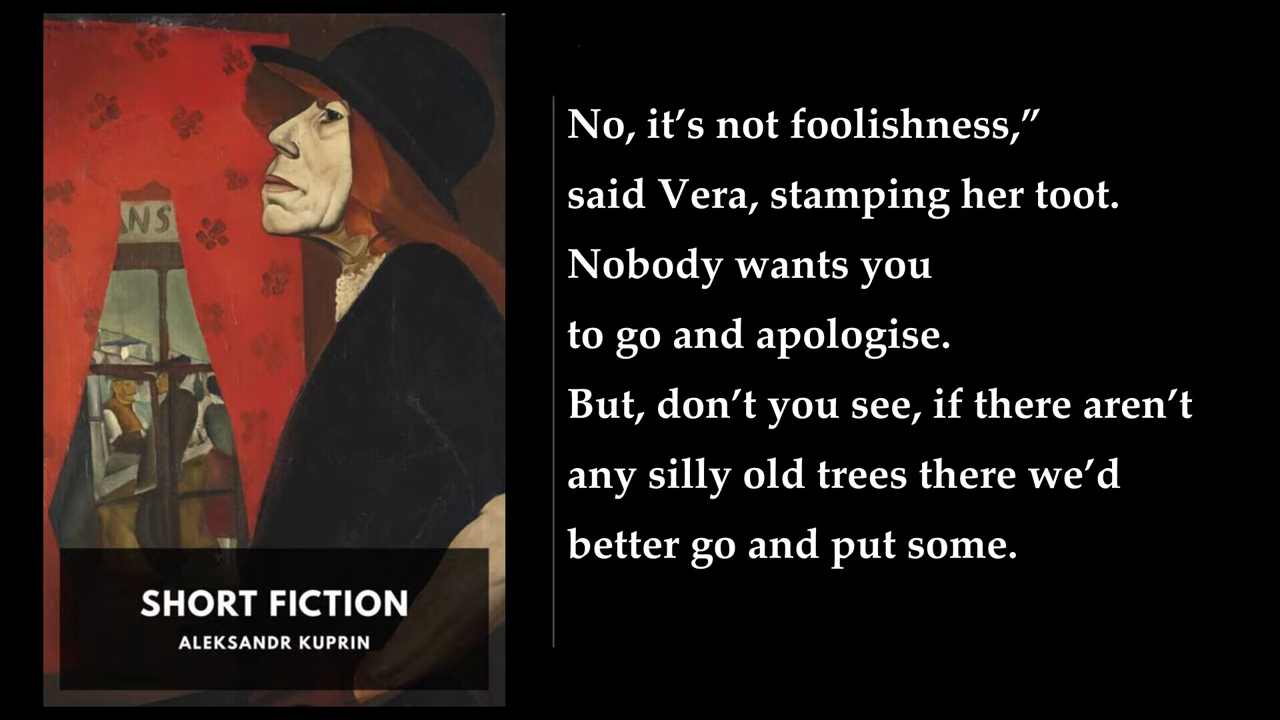 ANS
SHORT FICTION
ALEKSANDR KUPRIN
No, it’s not foolishness,”
said Vera, stamping her toot.
Nobody wants you
to go and apologise.
But, don’t you see, if there aren’t
any silly old trees there we’d
better go and put some.